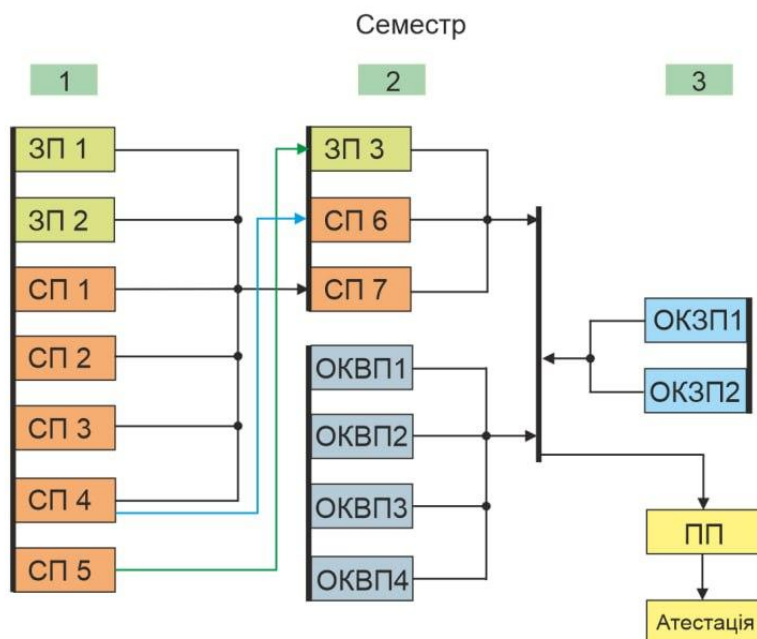 Семестр
1
2
3
ЗП 1
ЗП 2
СП 1
СП 2
СП 3
СП 4
СП 5
ЗП 3
СП 6
СП 7
ОКВП1
ОКВП2
ОКВП3
ОКВП4
ОКЗП1
ОКЗП2
ПП
Атестація